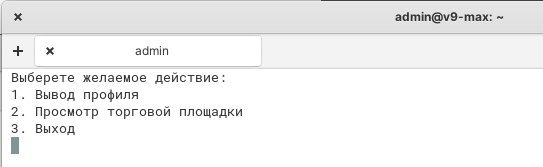 admin@v9-max: ~
admin
Выберете желаемое действие:
1. Вывод профиля
2. Просмотр торговой площадки
3. Выход